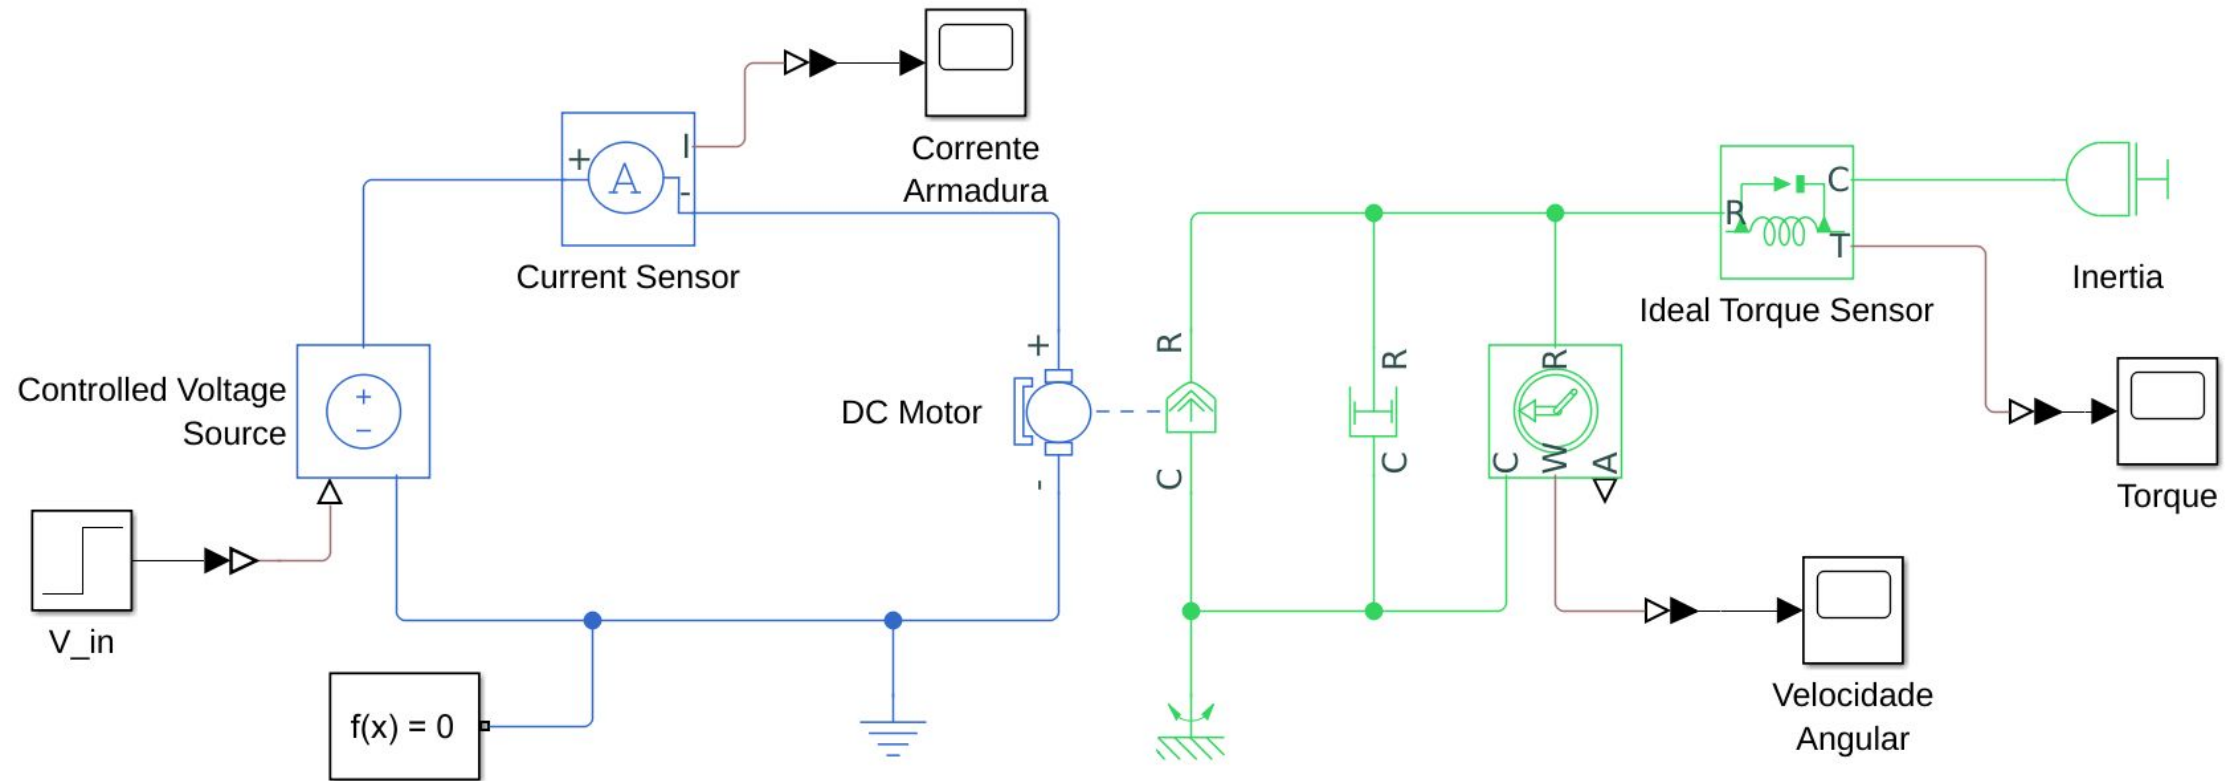 Corrente
Armadura
+
A
I
-
Current Sensor
C
R
T
Ideal Torque Sensor
Inertia
Controlled Voltage
Source
+
−
DC Motor
+
-
R
C
R
C
R
C
W
A
Torque
V_in
f(x) = 0
Velocidade
Angular